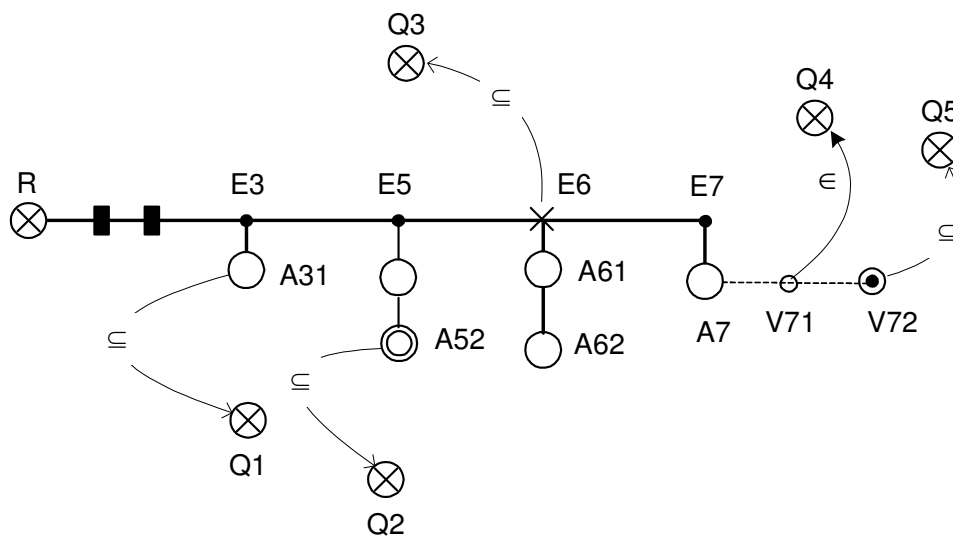 Q3
Q4
Q5
⊆
R
E3
E5
E6
E7
∈
⊆
A31
A61
⊆
A52
A62
A7
V71
V72
⊆
Q1
Q2